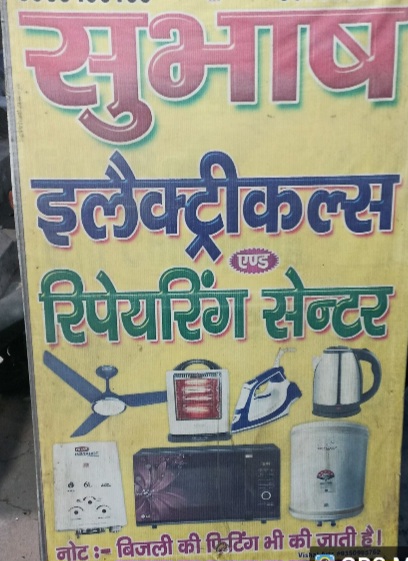 सुभाष
इलैक्ट्रीकल्स
एण्ड
रिपेयरिंग सेन्टर
नोट :- बिजली की फिटिंग भी की जाती है।